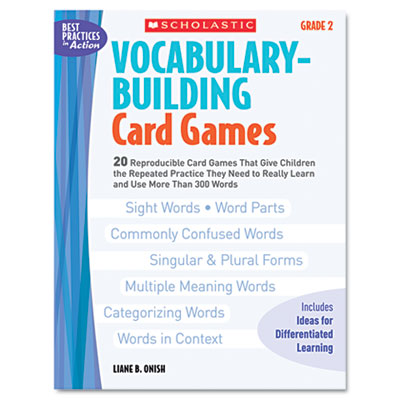 BEST
PRACTICES
in Action
SCHOLASTIC
GRADE 2
VOCABULARY-
BUILDING
Card Games
20 Reproducible Card Games That Give Children
the Repeated Practice They Need to Really Learn
and Use More Than 300 Words
Sight Words • Word Parts
Commonly Confused Words
Singular & Plural Forms
Multiple Meaning Words
Categorizing Words
Words in Context
Includes
Ideas for
Differentiated
Learning
LIANE B. ONISH